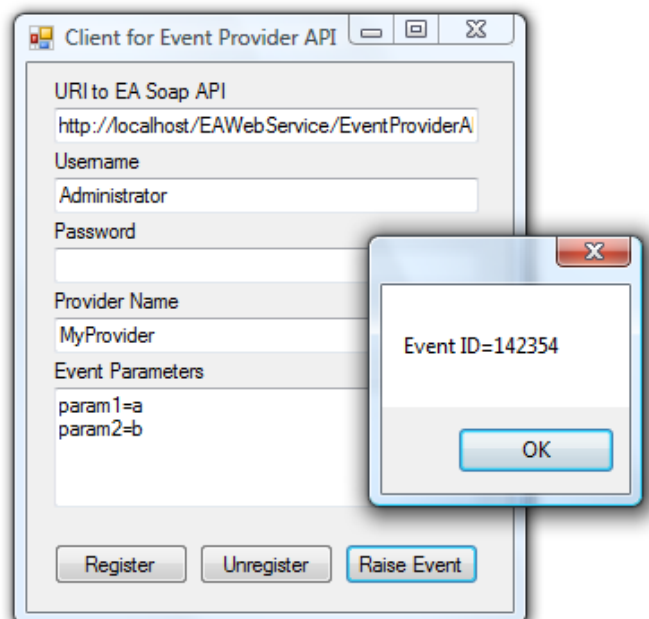 Client for Event Provider API
URI to EA Soap API
http://localhost/EAWebService/EventProviderA
Username
Administrator
Password
Provider Name
MyProvider
Event Parameters
param1=a
param2=b
Register Unregister Raise Event
Event ID=142354
OK